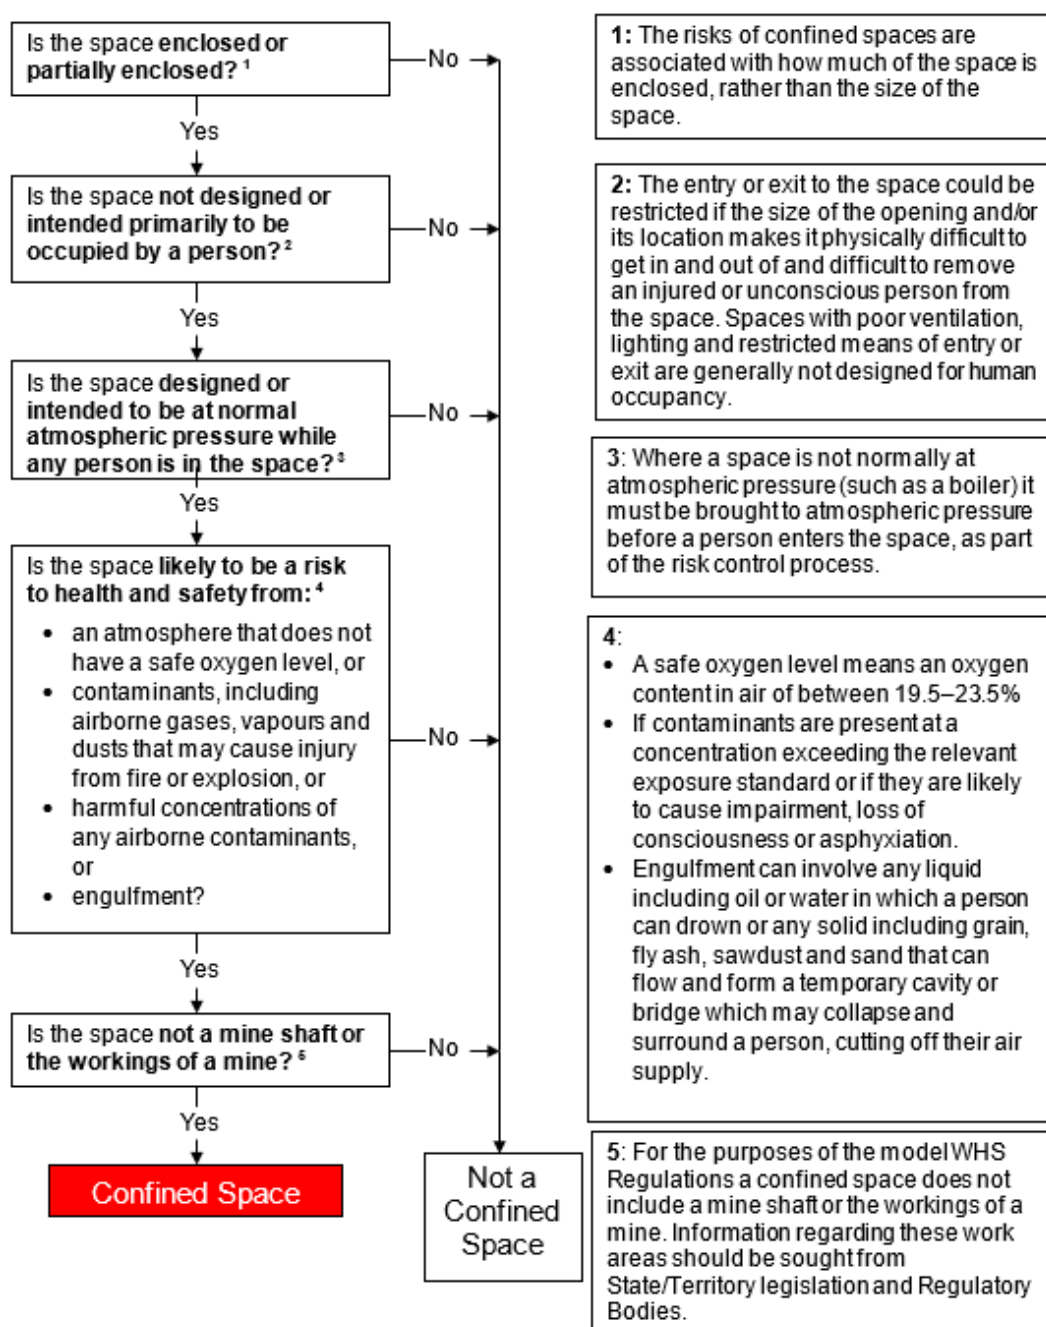 Is the space enclosed or
partially enclosed? 1
No
Yes
Is the space not designed or
intended primarily to be
occupied by a person? 2
No
Yes
Is the space designed or
intended to be at normal
atmospheric pressure while
any person is in the space? 3
No
Yes
Is the space likely to be a risk
to health and safety from: 4
• an atmosphere that does not
have a safe oxygen level, or
• contaminants, including
airborne gases, vapours and
dusts that may cause injury
from fire or explosion, or
• harmful concentrations of
any airborne contaminants,
or
• engulfment?
No
Yes
Is the space not a mine shaft or
the workings of a mine? 5
No
Yes
Confined Space
Not a
Confined
Space
1: The risks of confined spaces are
associated with how much of the space is
enclosed, rather than the size of the
space.
2: The entry or exit to the space could be
restricted if the size of the opening and/or
its location makes it physically difficult to
get in and out of and difficult to remove
an injured or unconscious person from
the space. Spaces with poor ventilation,
lighting and restricted means of entry or
exit are generally not designed for human
occupancy.
3: Where a space is not normally at
atmospheric pressure (such as a boiler) it
must be brought to atmospheric pressure
before a person enters the space, as part
of the risk control process.
4:
• A safe oxygen level means an oxygen
content in air of between 19.5–23.5%
• If contaminants are present at a
concentration exceeding the relevant
exposure standard or if they are likely
to cause impairment, loss of
consciousness or asphyxiation.
• Engulfment can involve any liquid
including oil or water in which a person
can drown or any solid including grain,
fly ash, sawdust and sand that can
flow and form a temporary cavity or
bridge which may collapse and
surround a person, cutting off their air
supply.
5: For the purposes of the model WHS
Regulations a confined space does not
include a mine shaft or the workings of a
mine. Information regarding these work
areas should be sought from
State/Territory legislation and Regulatory
Bodies.